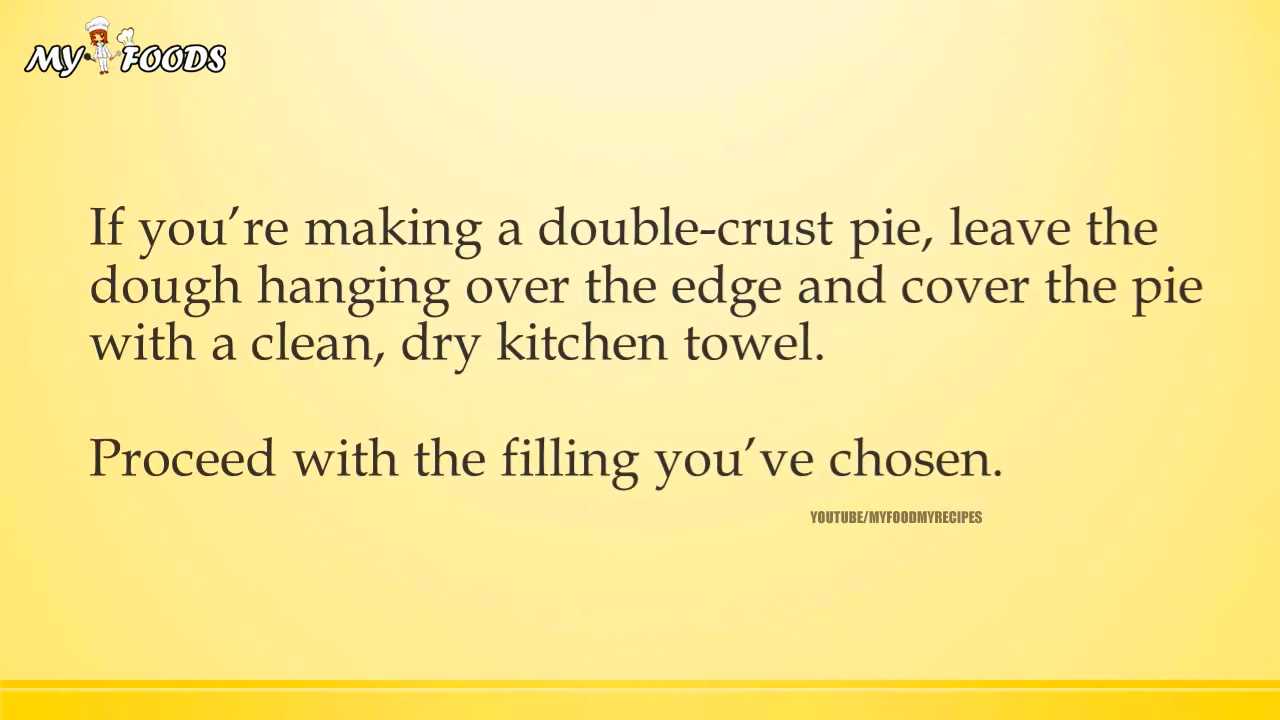 MY FOODS
If you’re making a double-crust pie, leave the
dough hanging over the edge and cover the pie
with a clean, dry kitchen towel.
Proceed with the filling you’ve chosen.
YOUTUBE/MYFOODMYRECIPES